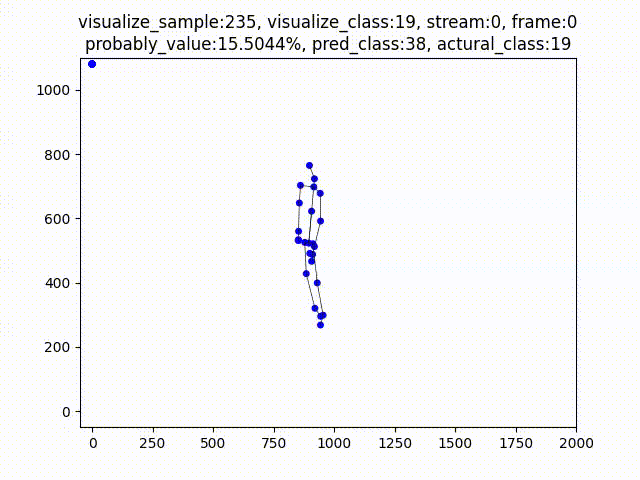 visualize_sample:235, visualize_class:19, stream:0, frame:0
probably_value:15.5044%, pred_class:38, actural_class:19
1000
800
600
400
200
0
0 250 500 750 1000 1250 1500 1750 2000